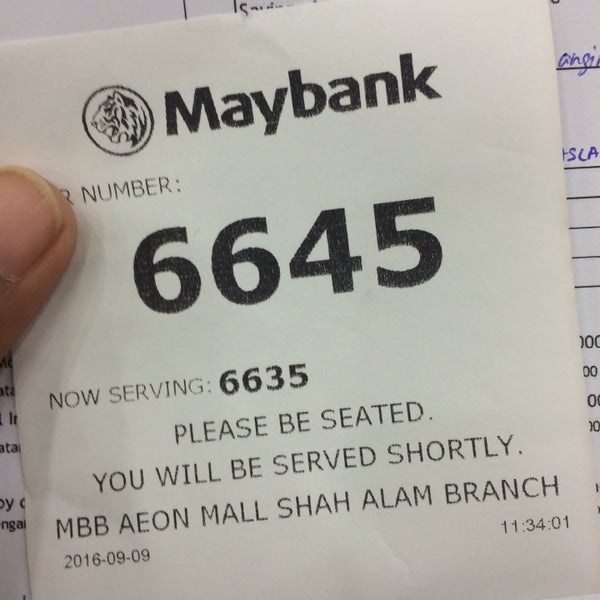 Maybank
R NUMBER:
6645
NOW SERVING: 6635
PLEASE BE SEATED.
YOU WILL BE SERVED SHORTLY.
MBB AEON MALL SHAH ALAM BRANCH
2016-09-09 11:34:01